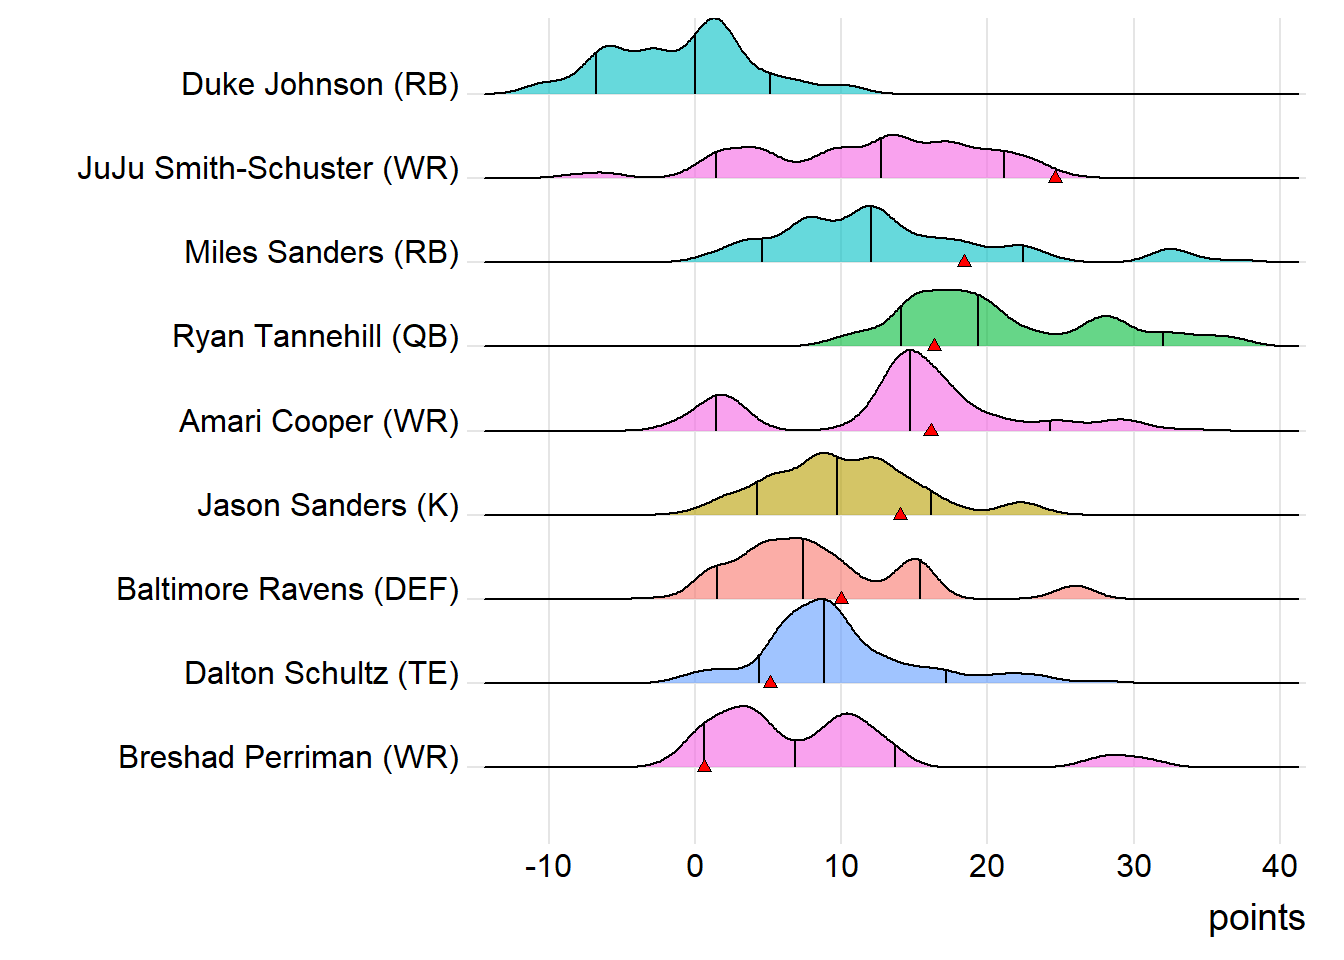 Duke Johnson (RB)
JuJu Smith-Schuster (WR)
Miles Sanders (RB)
Ryan Tannehill (QB)
Amari Cooper (WR)
Jason Sanders (K)
Baltimore Ravens (DEF)
Dalton Schultz (TE)
Breshad Perriman (WR)
-10 0 10 20 30 40
points